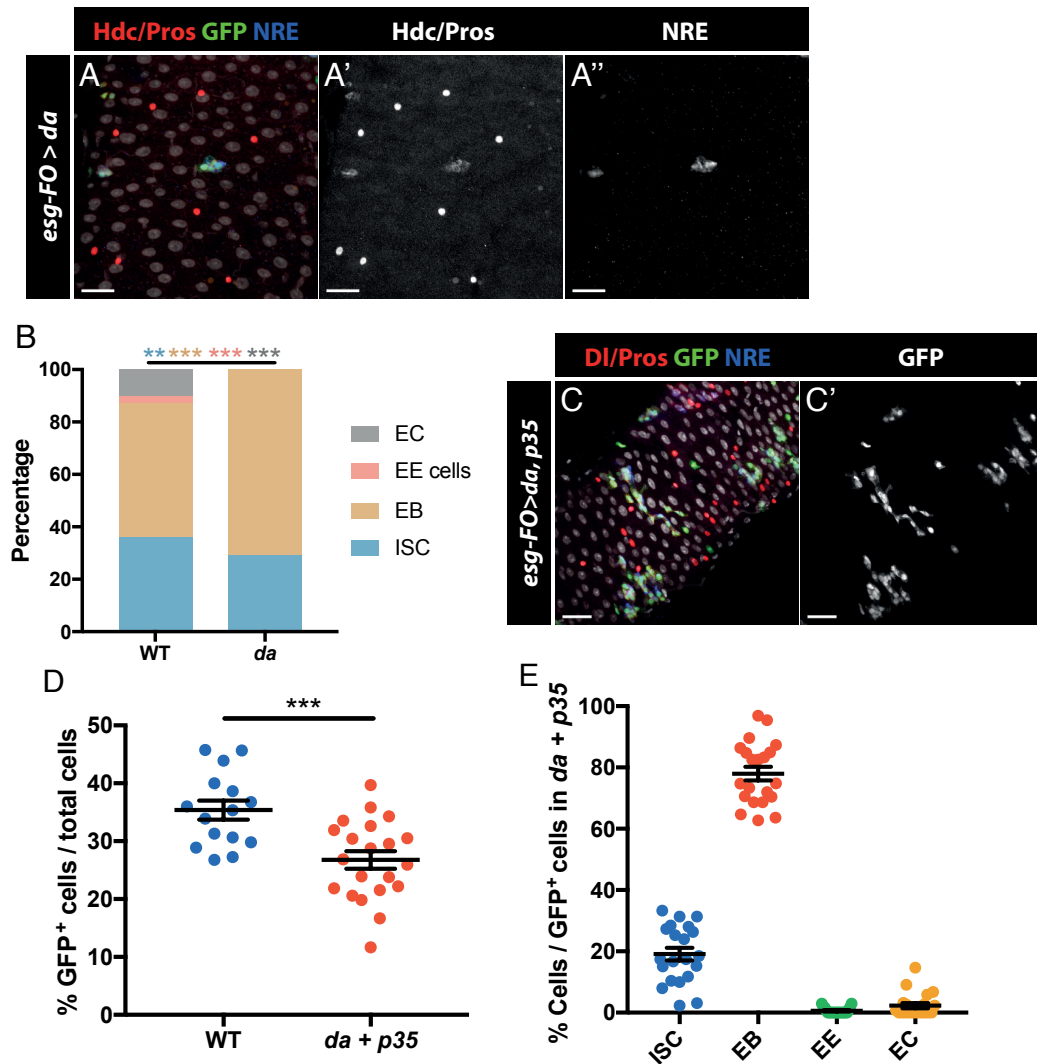 Hdc/Pros GFP NRE
Hdc/Pros
NRE
esg-FO > da
A
A'
A''
B
** *** *** ***
Percentage
100
80
60
40
20
0
WT
da
EC
EE cells
EB
ISC
Dl/Pros GFP NRE
GFP
esg-FO>da, p35
C
C'
D
***
% GFP+ cells / total cells
50
40
30
20
10
0
WT
da + p35
E
% Cells / GFP+ cells in da + p35
100
80
60
40
20
0
ISC
EB
EE
EC